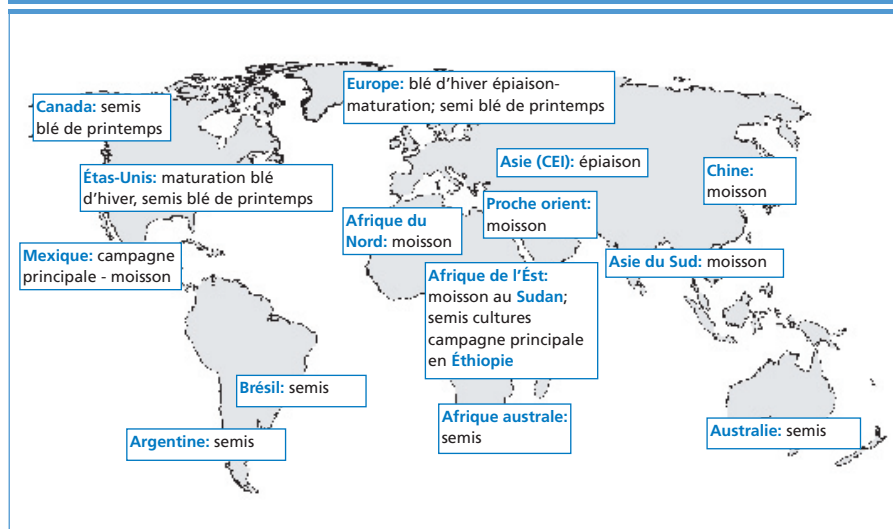 Canada: semis
blé de printemps
Europe: blé d'hiver épiaison-
maturation; semi blé de printemps
Étas-Unis: maturation blé
d'hiver, semis blé de printemps
Asie (CEI): épiaison
Chine:
moisson
Proche orient:
moisson
Afrique du
Nord: moisson
Mexique: campagne
principale - moisson
Asie du Sud: moisson
Afrique de l'Ést:
moisson au Sudan;
semis cultures
campagne principale
en Éthiopie
Brésil: semis
Afrique australe:
semis
Argentine: semis
Australie: semis